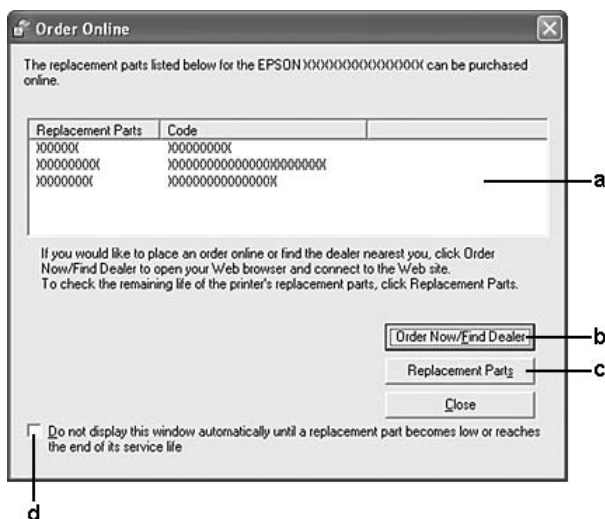 Order Online
The replacement parts listed below for the EPSON XXXXXXXXXXXXXXX can be purchased
online.
Replacement Parts Code
XXXXXX XXXXXXXXX
XXXXXXXXX XXXXXXXXXXXXXXXXXXXXXXX
XXXXXXXX XXXXXXXXXXXXXXXX
a
If you would like to place an order online or find the dealer nearest you, click Order
Now/Find Dealer to open your Web browser and connect to the Web site.
To check the remaining life of the printer's replacement parts, click Replacement Parts.
Order Now/Find Dealer
b
Replacement Parts
c
Close
Do not display this window automatically until a replacement part becomes low or reaches
the end of its service life
d